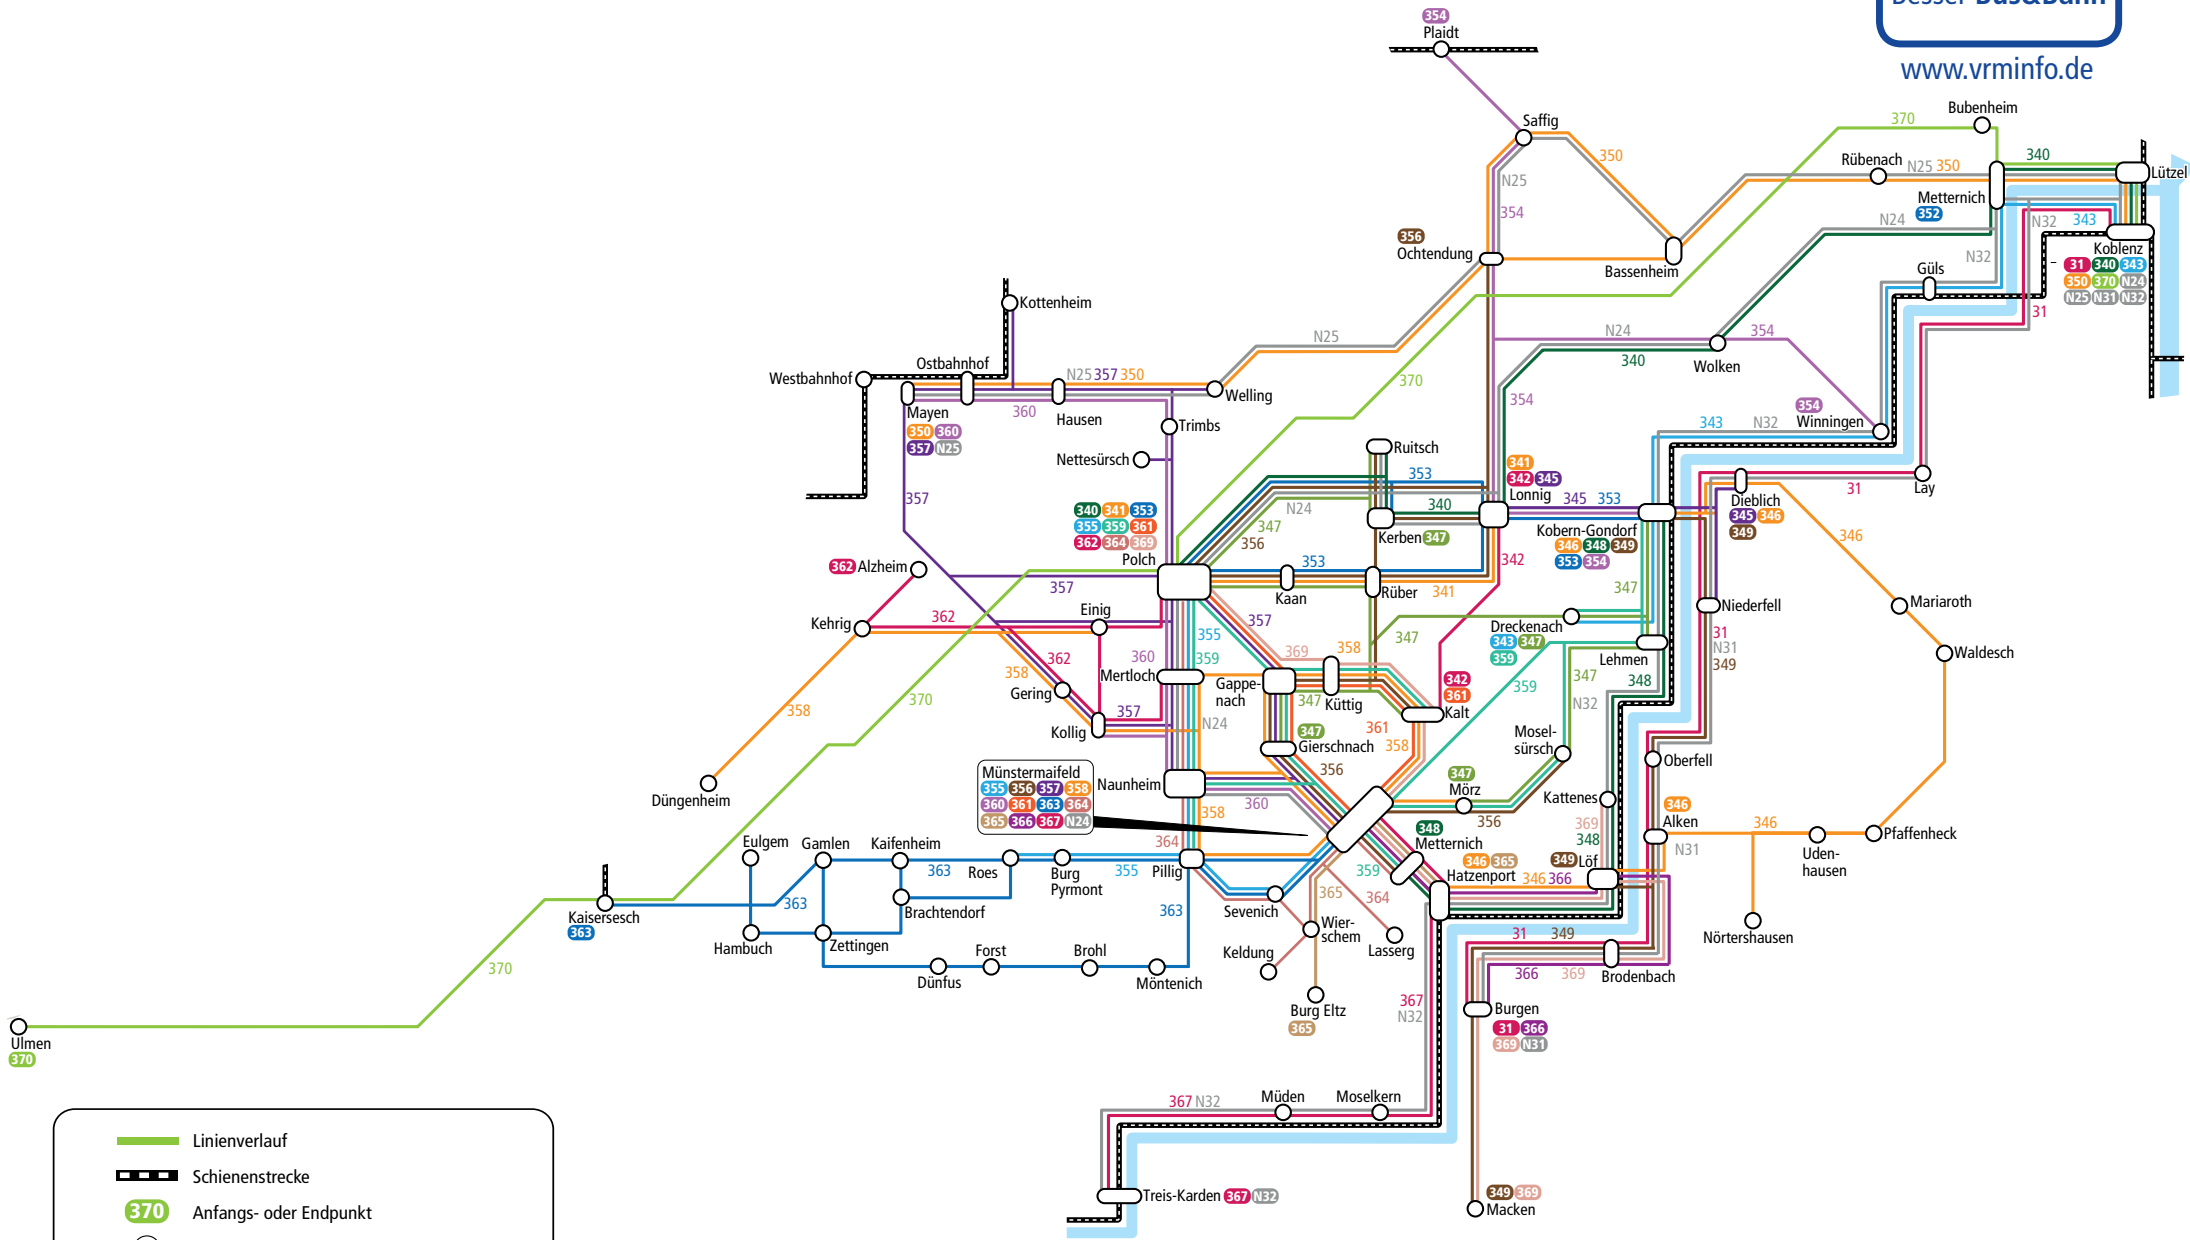 Besser Bus&Bahn
www.vrminfo.de
354
Plaidt
Saffig
Bubenheim
370
350
Rübenach
N25 350
340
Lützel
N25
354
Metternich
352
N24
N32
N32
343
Koblenz
31 340 343
350 370 N24
N25 N31 N32
356
Ochtendung
Bassenheim
Güls
31
Kottenheim
N25
N24
354
340
Wolken
Westbahnhof
Ostbahnhof
N25 357 350
Welling
370
354
Mayen
350 360
357 N25
360
Hausen
Trimbs
354
Winningen
343
N32
Nettesürsch
Ruitsch
353
341
342 345
Lonnig
345
353
Dieblich
345 346
349
31
Lay
357
340 341 353
355 359 361
362 364 369
Polch
N24
347
356
340
Kerben 347
Kobern-Gondorf
346 348 349
353 354
346
362 Alzheim
357
353
Kaan
Rüber
341
342
347
Niederfell
Mariaroth
Kehrig
362
Einig
357
355
359
369
358
347
Dreckenach
343 347
359
Lehmen
31
N31
349
Waldesch
362
358
Gering
360
Mertloch
Gappe-
nach
347
Küttig
342
361
Kalt
359
347
348
N32
358
370
Kollig
357
N24
347
Gierschnach
361
358
Mosel-
sürsch
Oberfell
Düngenheim
Münstermaifeld
355 356 357 358
360 361 363 364
365 366 367 N24
Naunheim
360
356
347
Mörz
356
Kattenes
346
Alken
346
Pfaffenheck
358
364
369
348
N31
Uden-
hausen
Eulgem
Gamlen
Kaifenheim
363
Roes
Burg
Pyrmont
355
Pillig
359
348
Metternich
346 365
Hatzenport
346 366
349 Löf
363
Kaisersesch
363
Brachtendorf
363
Sevenich
365
364
Wier-
schem
Lasserg
Nörtershausen
Hambuch
Zettingen
31
349
Dünfus
Forst
Brohl
Möntenich
Keldung
366
369
Brodenbach
370
Burg Eltz
365
367
N32
Burgen
31 366
369 N31
Ulmen
370
367 N32
Müden
Moselkern
Linienverlauf
Schienenstrecke
370
Anfangs- oder Endpunkt
Treis-Karden 367 N32
349 369
Macken